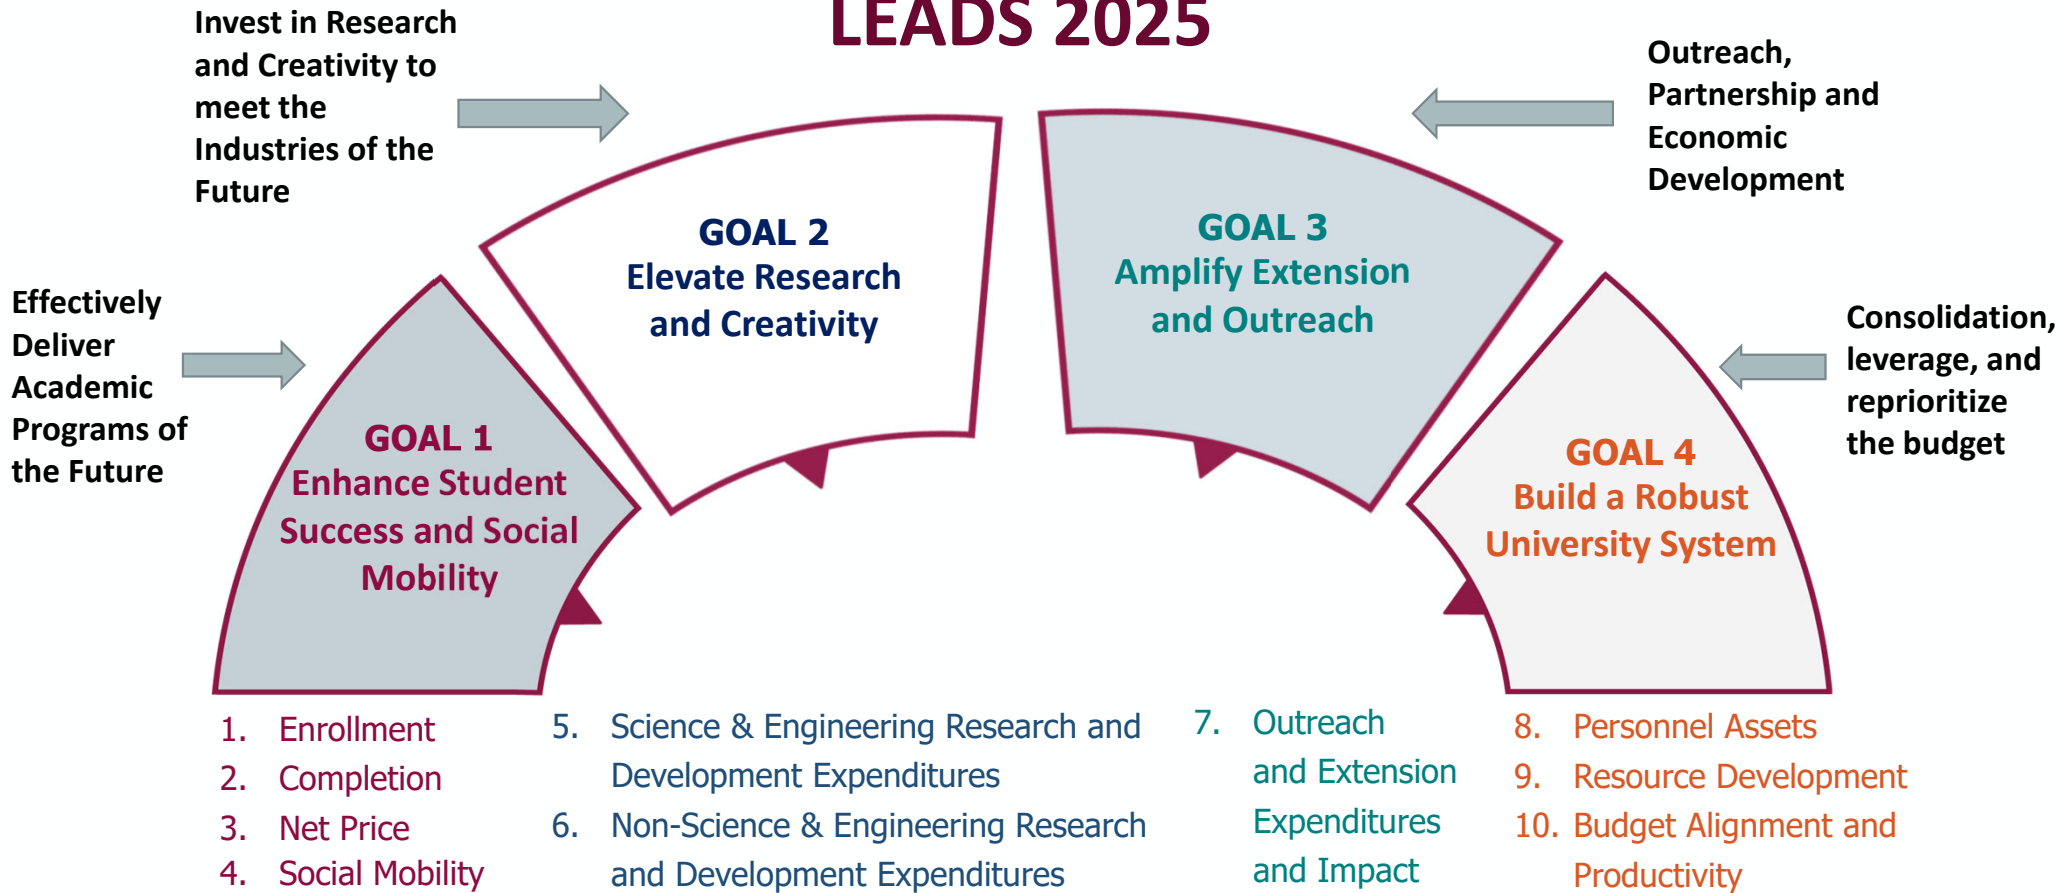 LEADS 2025
Invest in Research
and Creativity to
meet the
Industries of the
Future
Outreach,
Partnership and
Economic
Development
Effectively
Deliver
Academic
Programs of
the Future
Consolidation,
leverage, and
reprioritize
the budget
GOAL 1
Enhance Student
Success and Social
Mobility
GOAL 2
Elevate Research
and Creativity
GOAL 3
Amplify Extension
and Outreach
GOAL 4
Build a Robust
University System
1. Enrollment
2. Completion
3. Net Price
4. Social Mobility
5. Science & Engineering Research and
Development Expenditures
6. Non-Science & Engineering Research
and Development Expenditures
7. Outreach
and Extension
Expenditures
and Impact
8. Personnel Assets
9. Resource Development
10. Budget Alignment and
Productivity